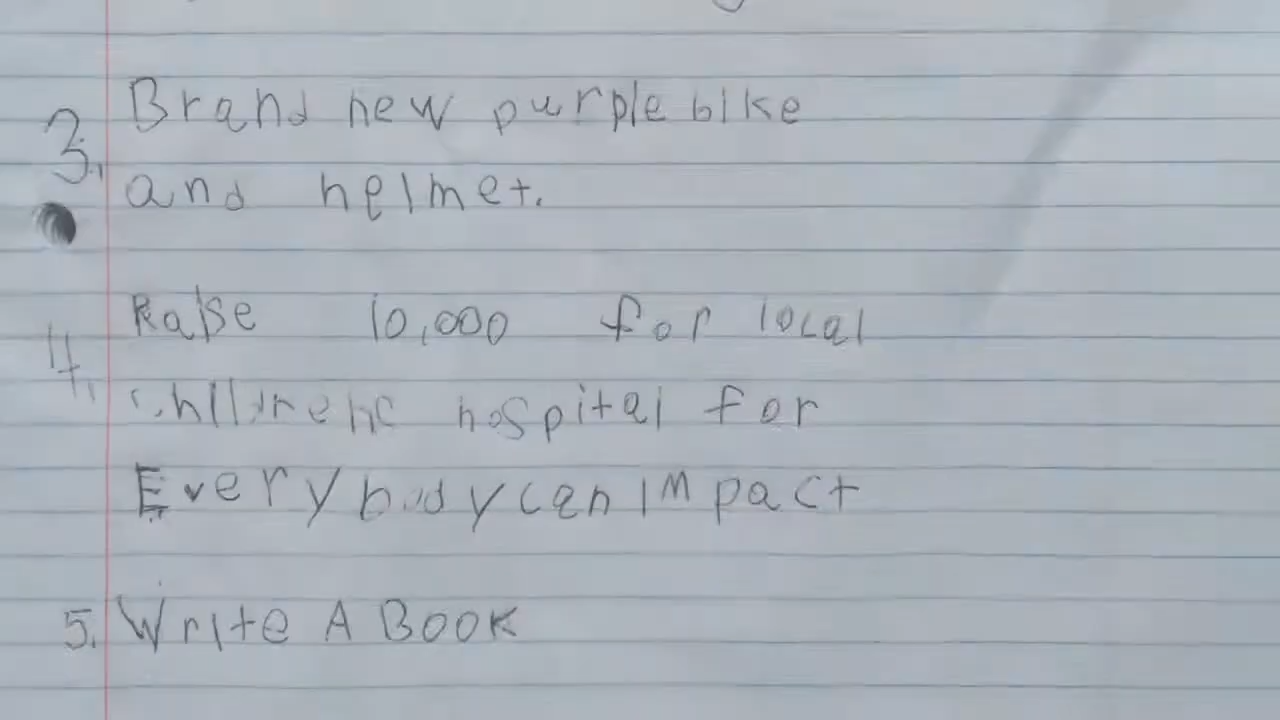 3. Brand new purple bike
and helmet.
4. Raise 10,000 for local
childrens hospital for
Everybody can impact
5. Write A BOOK